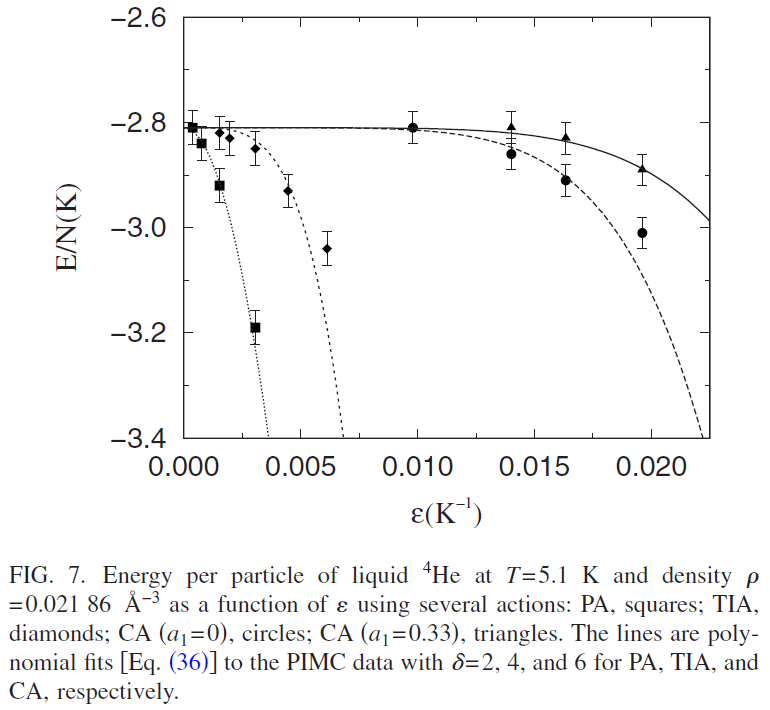 −2.6
−2.8
−3.0
−3.2
−3.4
E/N(K)
0.000 0.005 0.010 0.015 0.020
ε(K⁻¹)
FIG. 7. Energy per particle of liquid ⁴He at T=5.1 K and density ρ
=0.021 86 Å⁻³ as a function of ε using several actions: PA, squares; TIA,
diamonds; CA (a₁=0), circles; CA (a₁=0.33), triangles. The lines are poly-
nomial fits [Eq. (36)] to the PIMC data with δ=2, 4, and 6 for PA, TIA, and
CA, respectively.